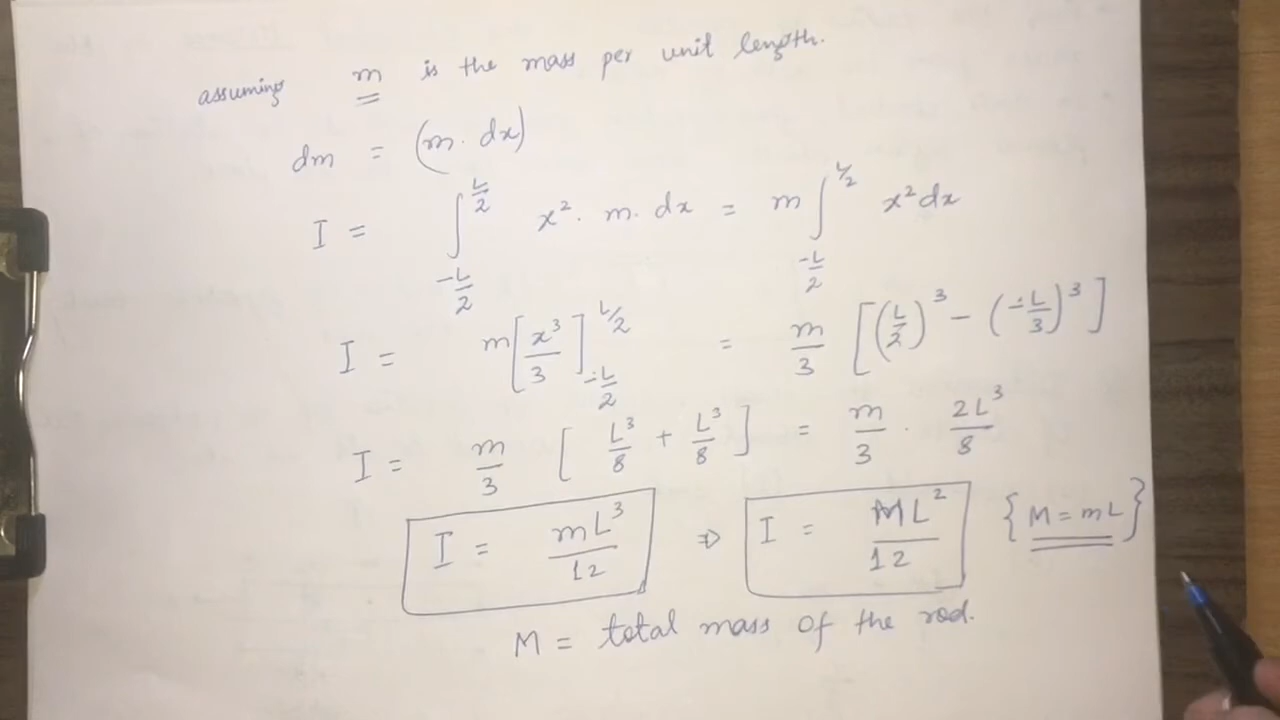 assuming m is the mass per unit length.
dm = (m. dx)
I = ∫_{-L/2}^{L/2} x². m. dx = m ∫_{-L/2}^{L/2} x² dx
I = m [x³/3]_{-L/2}^{L/2} = m/3 [(L/2)³ - (-L/3)³]
I = m/3 [L³/8 + L³/8] = m/3 . 2L³/8
I = mL³/12 ⇒ I = ML²/12 {M = mL}
M = total mass of the rod.